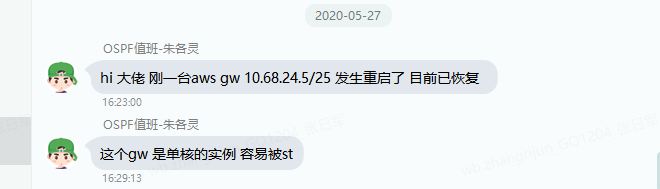 2020-05-27
OSPF值班-朱各灵
hi 大佬 刚一台aws gw 10.68.24.5/25 发生重启了 目前已恢复
16:23:00
OSPF值班-朱各灵
这个gw 是单核的实例 容易被st
16:29:13